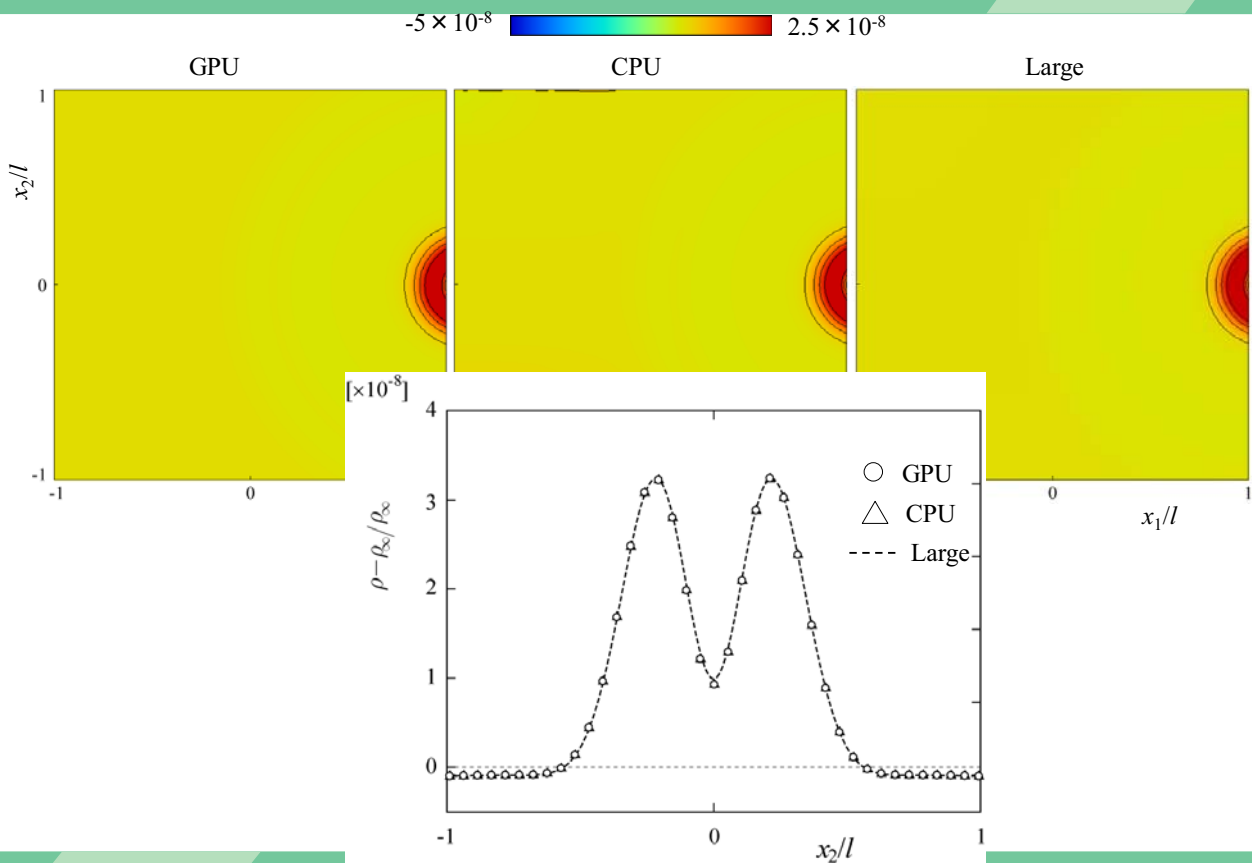 -5×10⁻⁸ 2.5×10⁻⁸
GPU CPU Large
1
x₂/l
0
-1
-1 0
0 1
x₁/l
[×10⁻⁸]
4
GPU
3
CPU
ρ−ρ∞/ρ∞
Large
2
1
0
-1 0 1
x₂/l